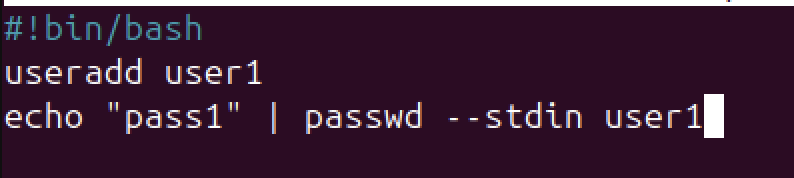 #!bin/bash
useradd user1
echo "pass1" | passwd --stdin user1